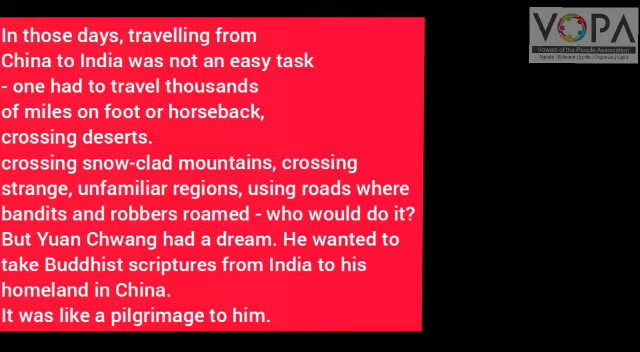 In those days, travelling from
China to India was not an easy task
- one had to travel thousands
of miles on foot or horseback,
crossing deserts.
crossing snow-clad mountains, crossing
strange, unfamiliar regions, using roads where
bandits and robbers roamed - who would do it?
But Yuan Chwang had a dream. He wanted to
take Buddhist scriptures from India to his
homeland in China.
It was like a pilgrimage to him.
VOPA
Vowels of the People Association